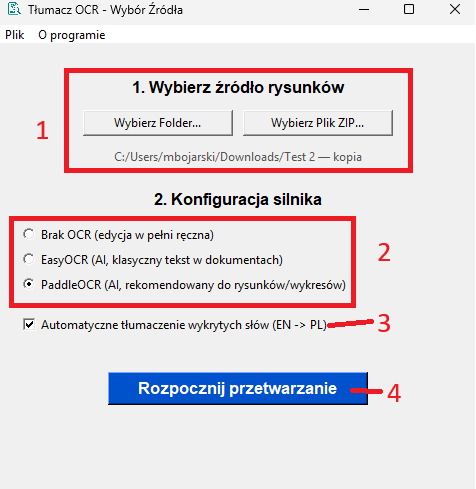 Tłumacz OCR - Wybór Źródła
Plik O programie
1. Wybierz źródło rysunków
1
Wybierz Folder... Wybierz Plik ZIP...
C:/Users/mbojarski/Downloads/Test 2 — kopia
2. Konfiguracja silnika
Brak OCR (edycja w pełni ręczna)
2
EasyOCR (AI, klasyczny tekst w dokumentach)
PaddleOCR (AI, rekomendowany do rysunków/wykresów)
Automatyczne tłumaczenie wykrytych słów (EN -> PL) 3
Rozpocznij przetwarzanie 4